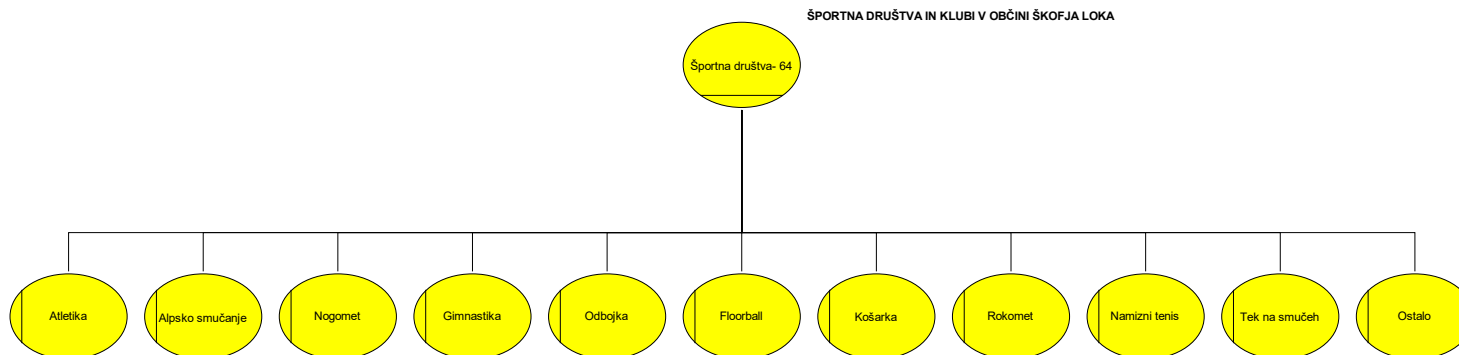 ŠPORTNA DRUŠTVA IN KLUBI V OBČINI ŠKOFJA LOKA
Športna društva- 64
Atletika
Alpsko smučanje
Nogomet
Gimnastika
Odbojka
Floorball
Košarka
Rokomet
Namizni tenis
Tek na smučeh
Ostalo